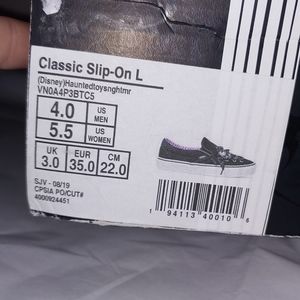 Classic Slip-On L
(Disney)Hauntedtoysnghtmr
VN0A4P3BTC5
4.0 US MEN
5.5 US WOMEN
UK EUR CM
3.0 35.0 22.0
SJV - 08/19
CPSIA PO/CUT#
4000924451
1 94113 40010 6